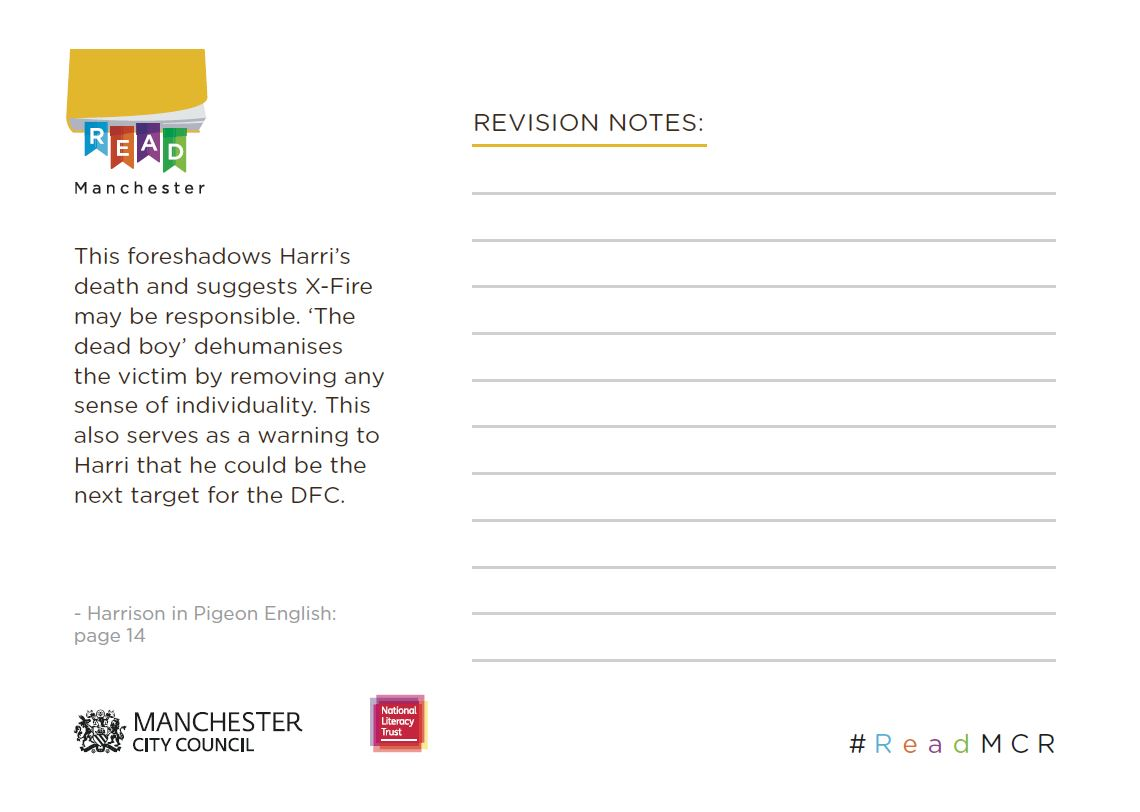 READ
Manchester
This foreshadows Harri’s
death and suggests X-Fire
may be responsible. ‘The
dead boy’ dehumanises
the victim by removing any
sense of individuality. This
also serves as a warning to
Harri that he could be the
next target for the DFC.
- Harrison in Pigeon English:
page 14
REVISION NOTES:
MANCHESTER
CITY COUNCIL
National
Literacy
Trust
#ReadMCR